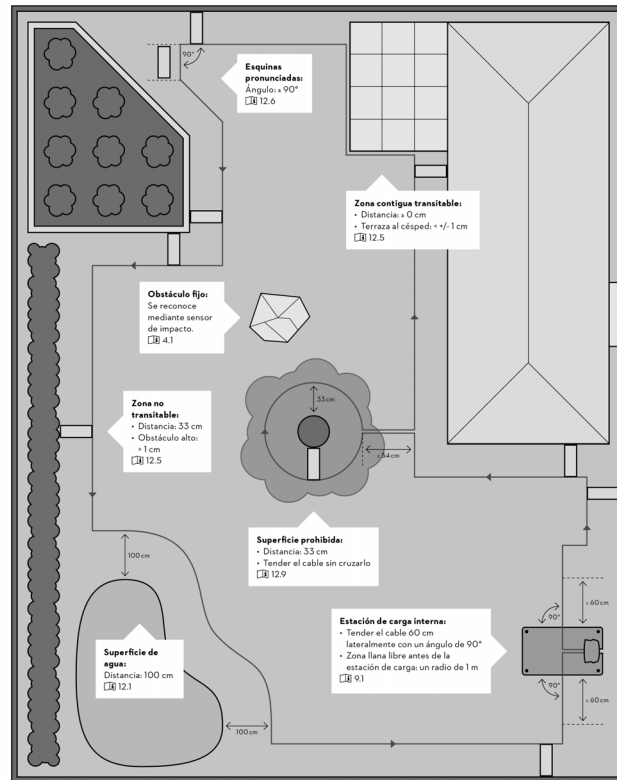 90°
Esquinas
pronunciadas:
Ángulo: ≥ 90°
12.6
Zona contigua transitable:
• Distancia: ≥ 0 cm
• Terraza al césped: < +/- 1 cm
12.5
Obstáculo fijo:
Se reconoce
mediante sensor
de impacto.
4.1
33 cm
Zona no
transitable:
• Distancia: 33 cm
• Obstáculo alto:
> 1 cm
12.5
≥ 54 cm
Superficie prohibida:
• Distancia: 33 cm
• Tender el cable sin cruzarlo
12.9
100 cm
Estación de carga interna:
• Tender el cable 60 cm
lateralmente con un ángulo de 90°
• Zona llana libre antes de la
estación de carga: un radio de 1 m
9.1
≥ 60 cm
90°
Superficie de
agua:
Distancia: 100 cm
12.1
90°
≥ 60 cm
100 cm